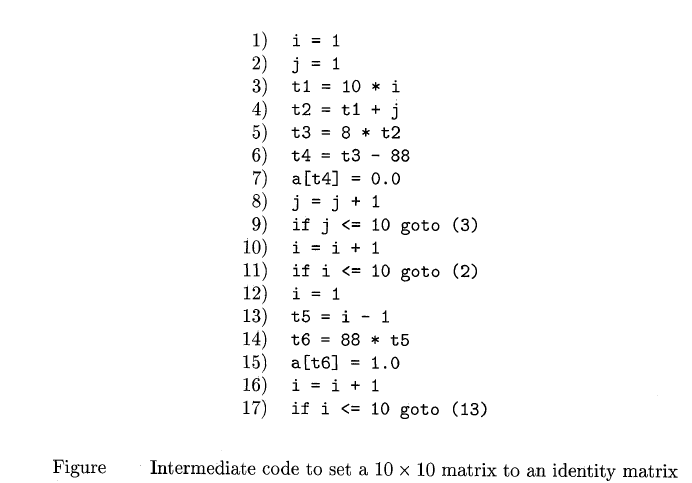 1) i = 1
2) j = 1
3) t1 = 10 * i
4) t2 = t1 + j
5) t3 = 8 * t2
6) t4 = t3 - 88
7) a[t4] = 0.0
8) j = j + 1
9) if j <= 10 goto (3)
10) i = i + 1
11) if i <= 10 goto (2)
12) i = 1
13) t5 = i - 1
14) t6 = 88 * t5
15) a[t6] = 1.0
16) i = i + 1
17) if i <= 10 goto (13)
Figure Intermediate code to set a 10 × 10 matrix to an identity matrix